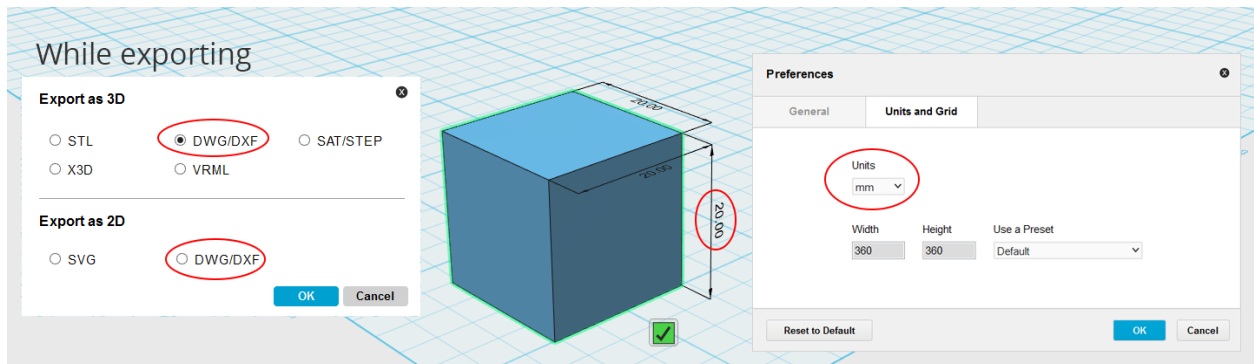 While exporting
Export as 3D
STL
DWG/DXF
SAT/STEP
X3D
VRML
Export as 2D
SVG
DWG/DXF
OK
Cancel
20.00
20.00
20.00
Preferences
General
Units and Grid
Units
mm
Width
Height
Use a Preset
360
360
Default
Reset to Default
OK
Cancel